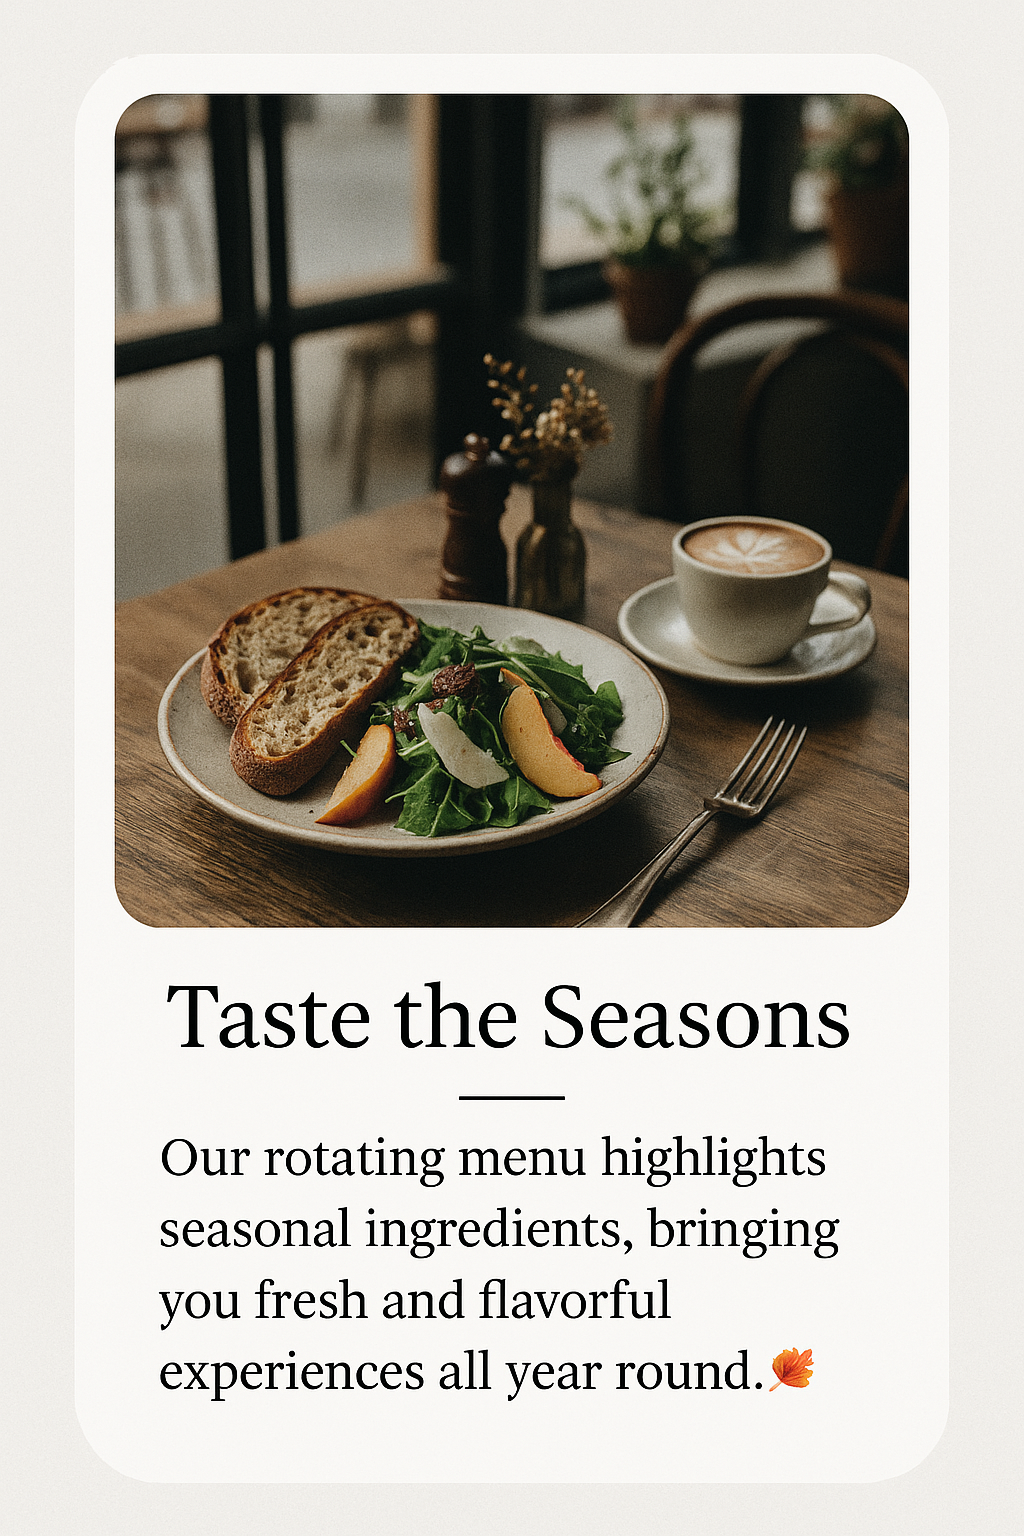 Taste the Seasons
Our rotating menu highlights
seasonal ingredients, bringing
you fresh and flavorful
experiences all year round.🍂